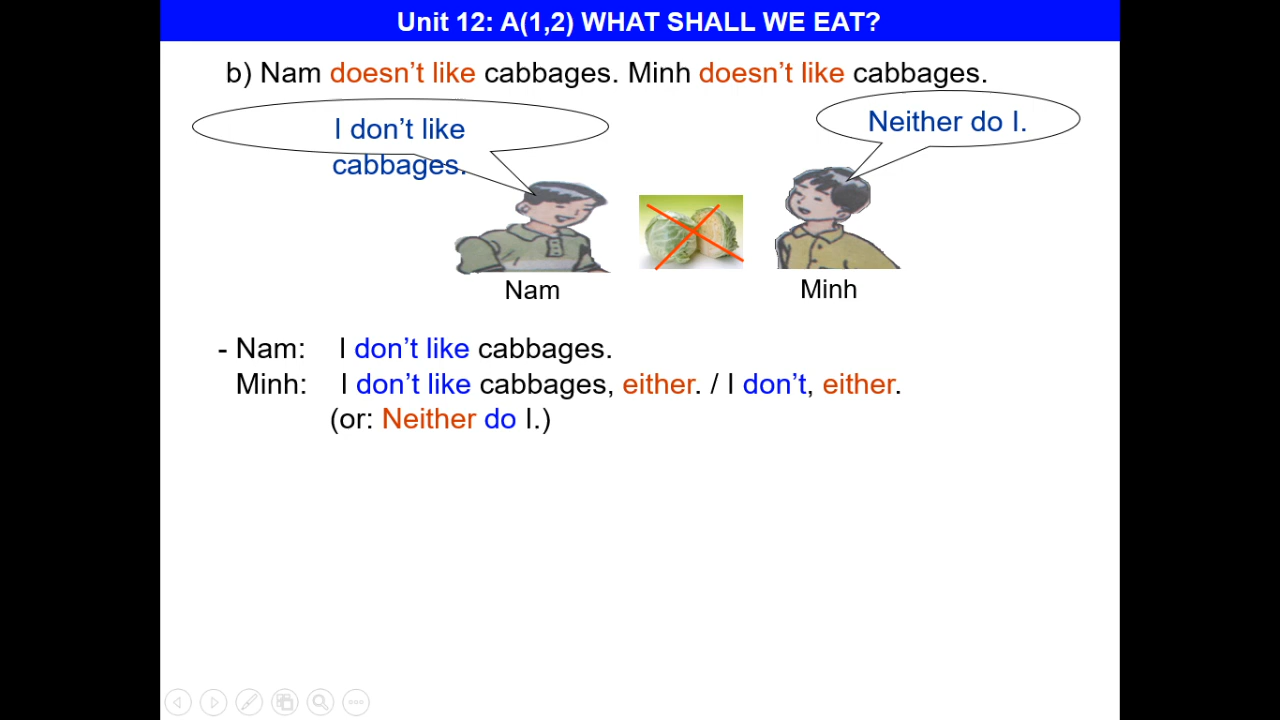 Unit 12: A(1,2) WHAT SHALL WE EAT?
b) Nam doesn’t like cabbages. Minh doesn’t like cabbages.
I don’t like
cabbages.
Neither do I.
Nam
Minh
- Nam: I don’t like cabbages.
Minh: I don’t like cabbages, either. / I don’t, either.
(or: Neither do I.)